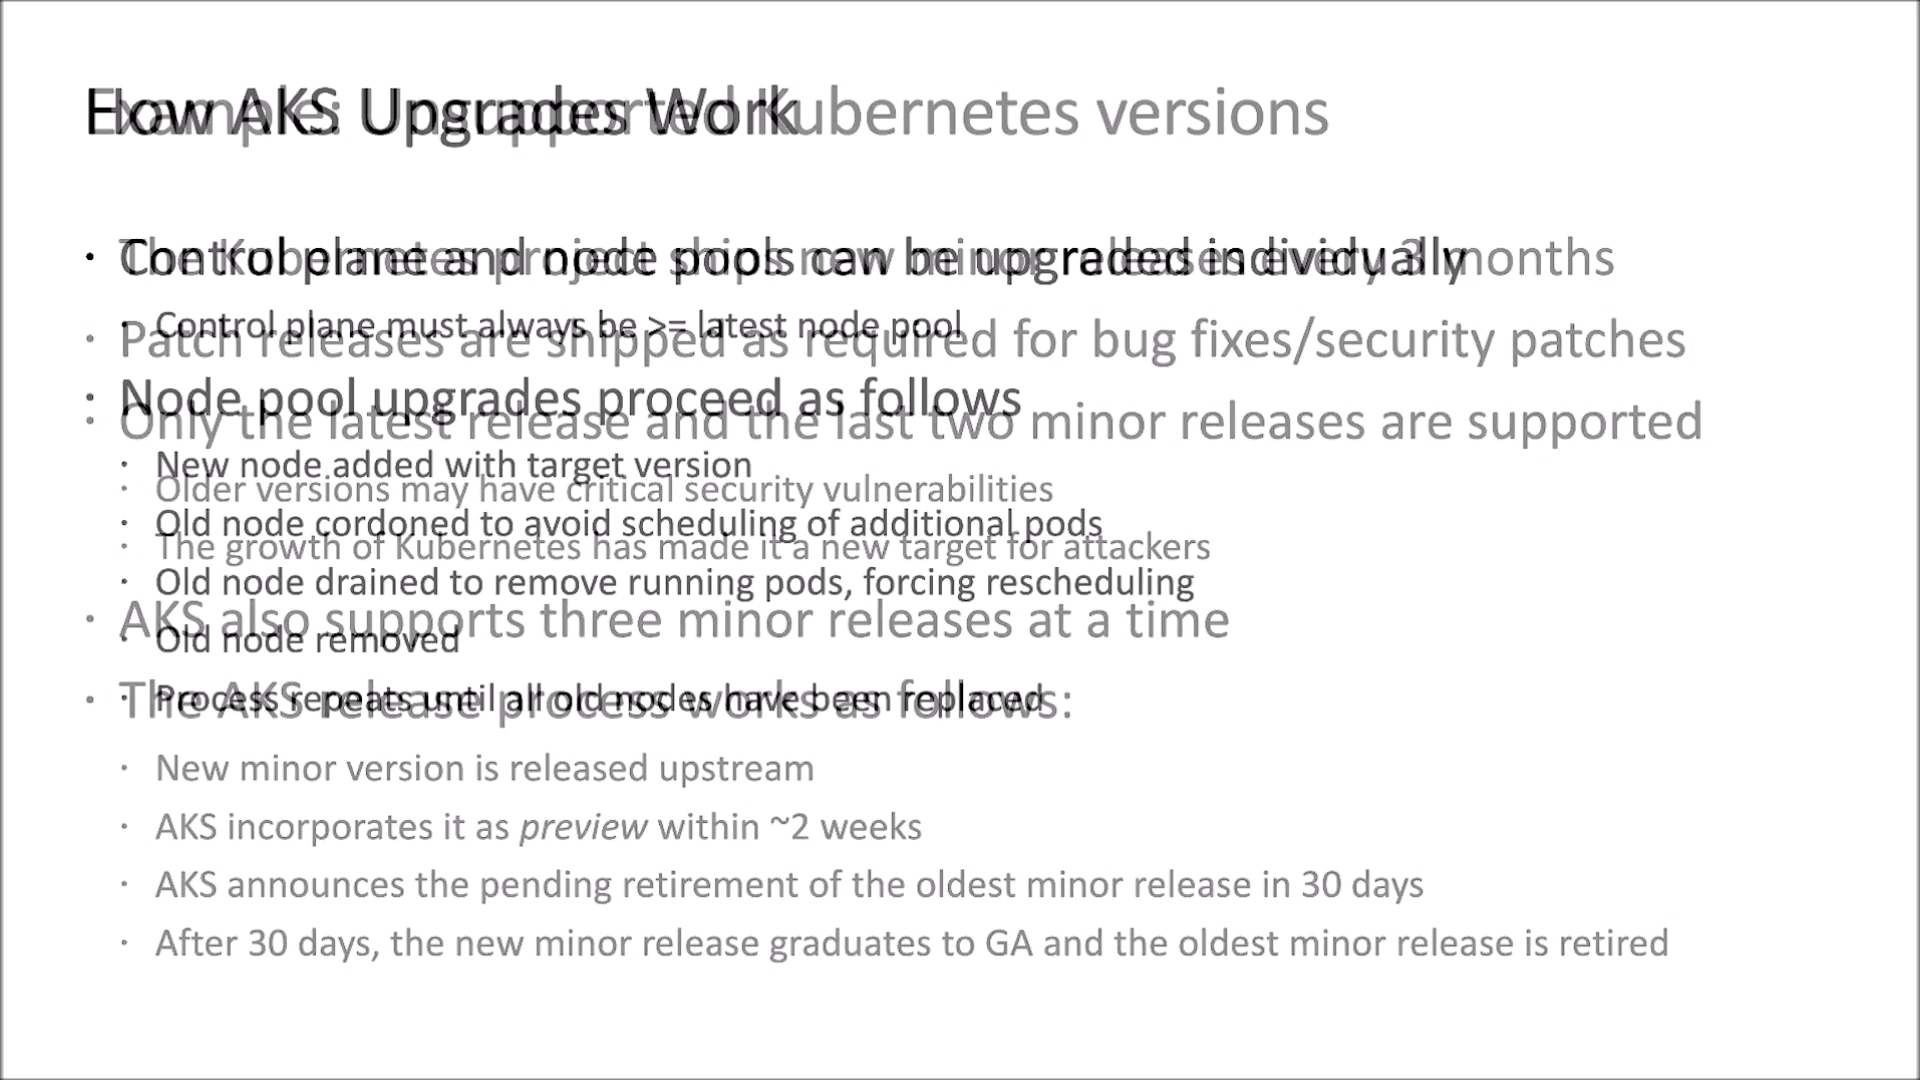 How AKS Upgrades Work
Example: Unsupported Kubernetes versions
Control plane and node pools can be upgraded individually
The Kubernetes project ships new minor releases every 3 months
Control plane must always be >= latest node pool
Patch releases are shipped as required for bug fixes/security patches
Node pool upgrades proceed as follows
Only the latest release and the last two minor releases are supported
New node added with target version
Older versions may have critical security vulnerabilities
Old node cordoned to avoid scheduling of additional pods
The growth of Kubernetes has made it a new target for attackers
Old node drained to remove running pods, forcing rescheduling
AKS also supports three minor releases at a time
Old node removed
Process repeats until all old nodes have been replaced
The AKS release process works as follows:
New minor version is released upstream
AKS incorporates it as preview within ~2 weeks
AKS announces the pending retirement of the oldest minor release in 30 days
After 30 days, the new minor release graduates to GA and the oldest minor release is retired